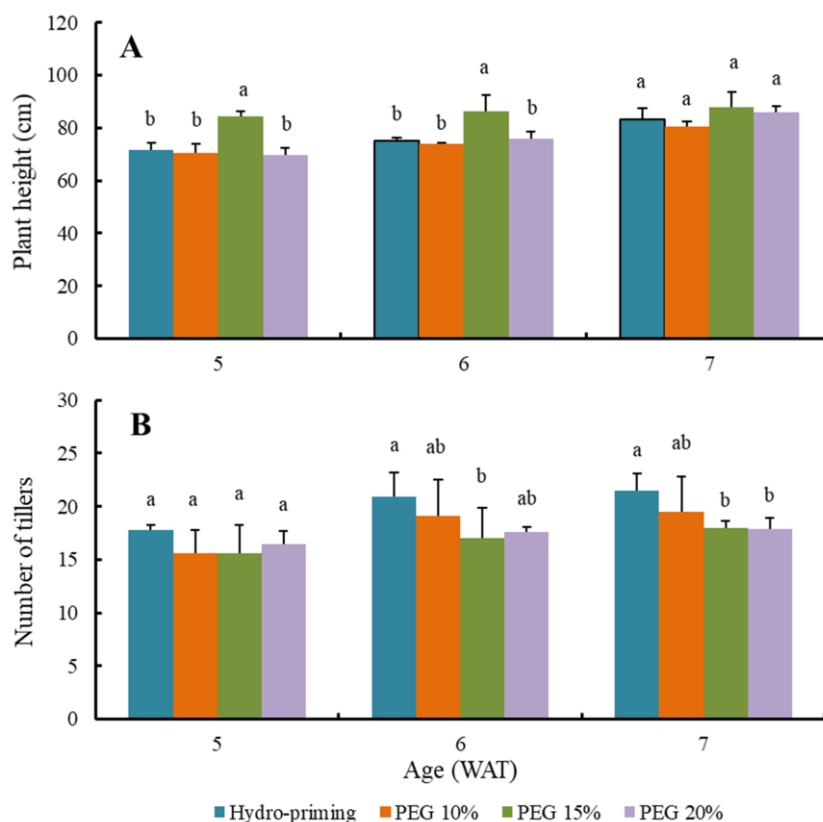 A
Plant height (cm)
120
100
80
60
40
20
0
b b a b
b b a b
a a a a
5 6 7
B
Number of tillers
30
25
20
15
10
5
0
a a a a
a ab b ab
a ab b b
5 6 7
Age (WAT)
Hydro-priming PEG 10% PEG 15% PEG 20%